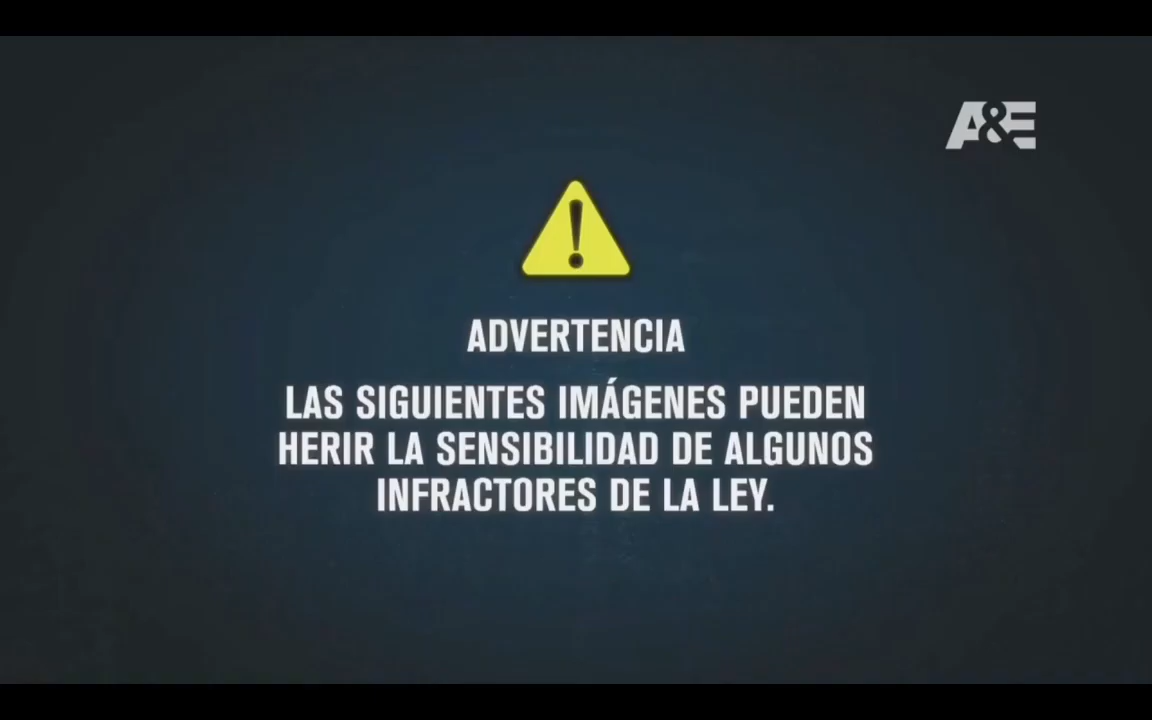 A&E
ADVERTENCIA
LAS SIGUIENTES IMÁGENES PUEDEN
HERIR LA SENSIBILIDAD DE ALGUNOS
INFRACTORES DE LA LEY.